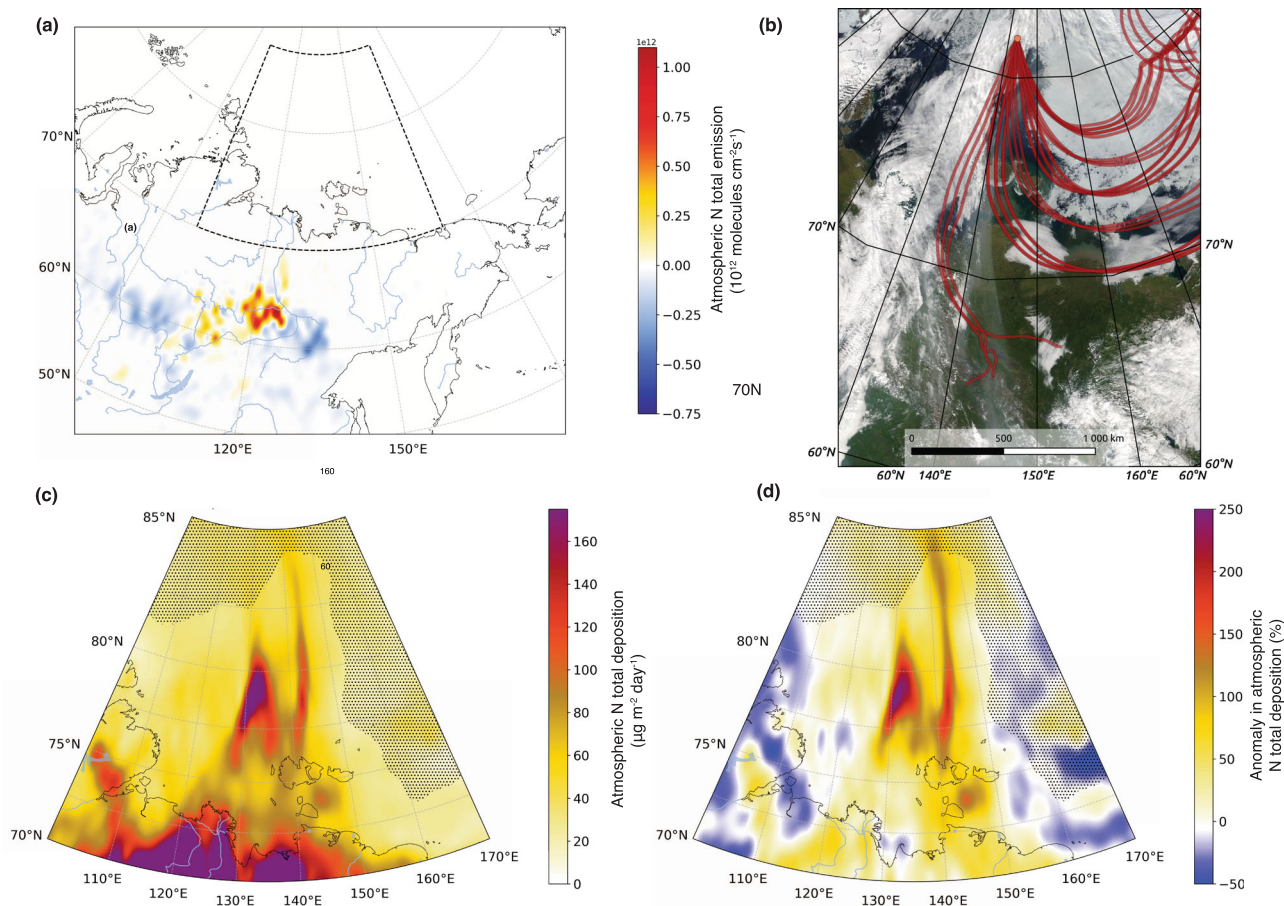 (a)
1e12
1.00
0.50
0.25
0.00
−0.25
−0.50
−0.75
Atmospheric N total emission
(10¹² molecules cm⁻²s⁻¹)
70°N
60°N
50°N
(a)
120°E
150°E
160
(b)
70°N
70°N
70N
0
500
1 000 km
60°N
60°N
60°N
140°E
150°E
160°E
60°N
(c)
85°N
80°N
75°N
70°N
60
110°E
120°E
130°E
140°E
150°E
160°E
170°E
160
140
120
100
80
60
40
20
0
Atmospheric N total deposition
(µg m⁻² day⁻¹)
(d)
85°N
80°N
75°N
70°N
110°E
120°E
130°E
140°E
150°E
160°E
170°E
250
200
150
100
50
0
−50
Anomaly in atmospheric
N total deposition (%)